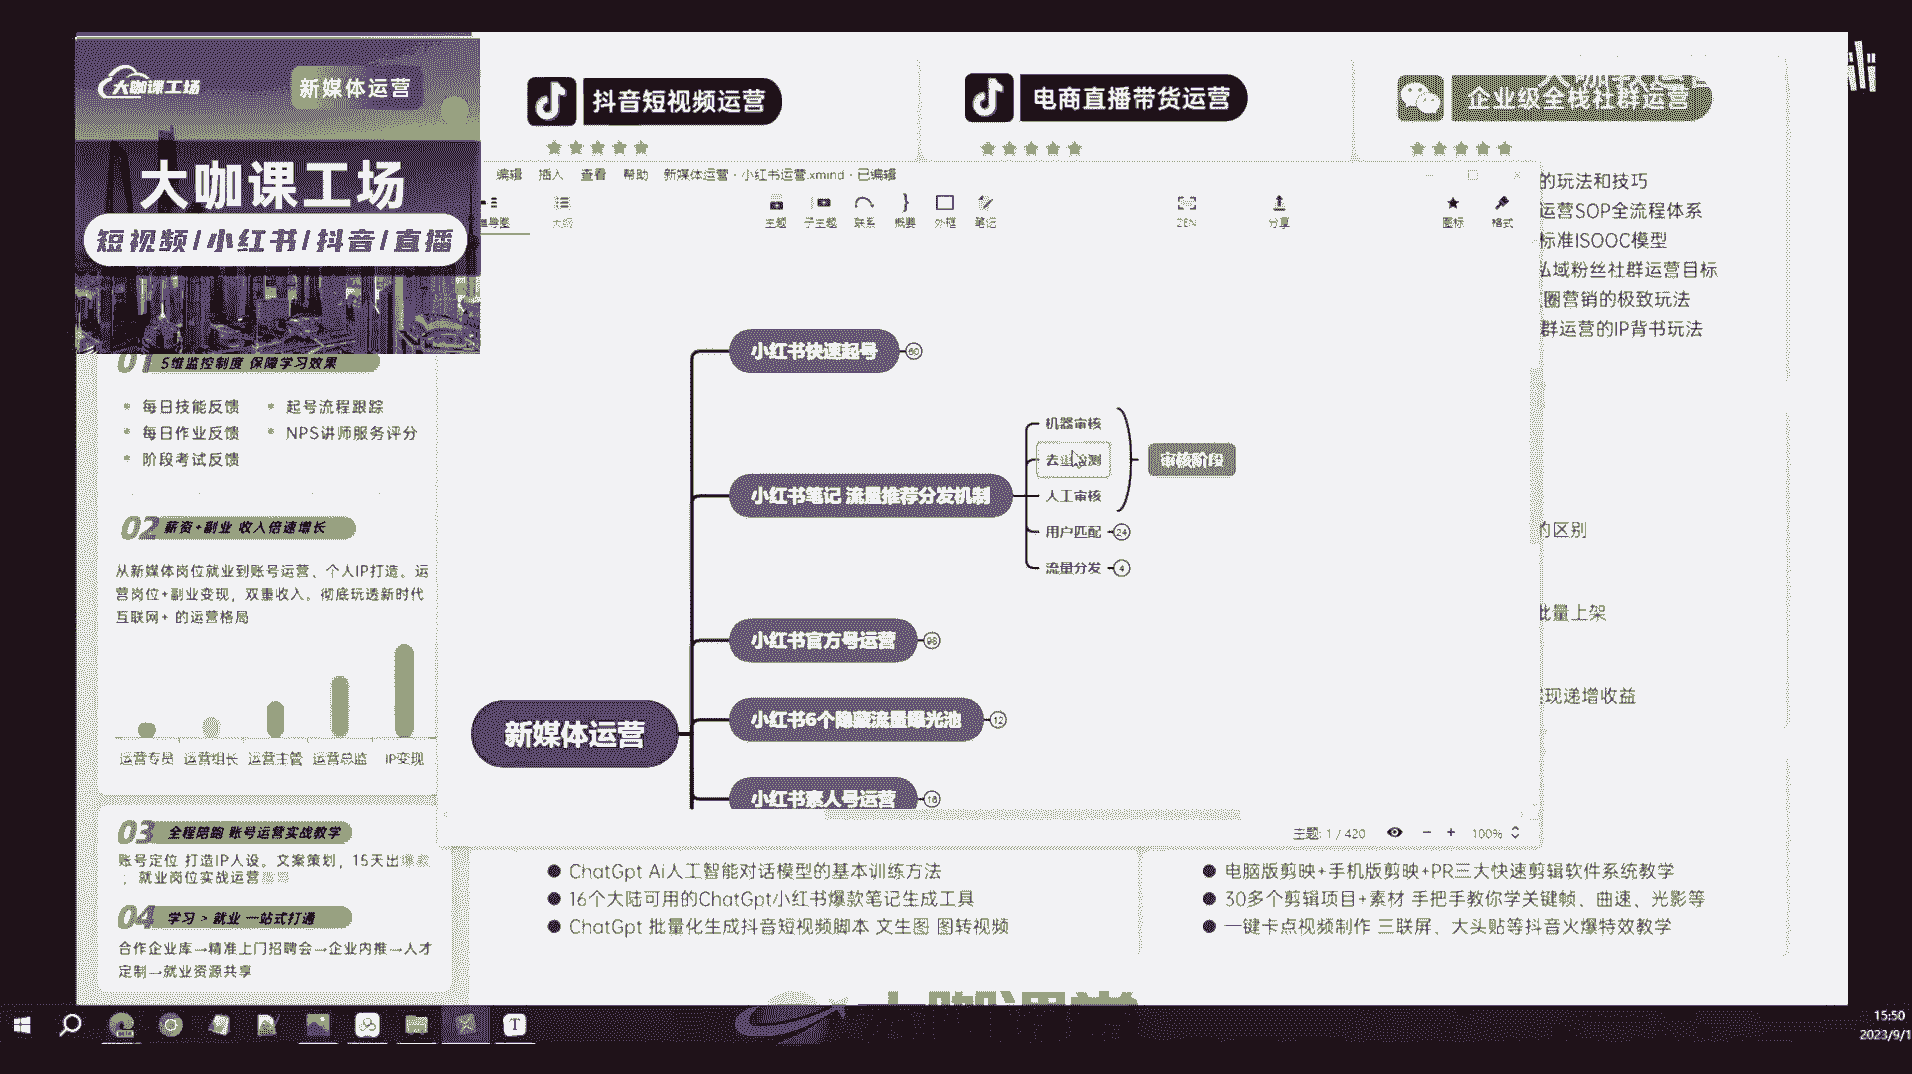 大咖课工场
新媒体运营
大咖课工场
短视频/小红书/抖音/直播
抖音短视频运营
电商直播带货运营
企业级全栈社群运营
编辑 插入 查看 帮助 新媒体运营 - 小红书运营.xmind - 已编辑
大纲
主题 子主题 联系 概要 外框 笔记
ZEN
分享
图标 格式
的玩法和技巧
运营SOP全流程体系
标准ISOOC模型
私域粉丝社群运营目标
圈营销的极致玩法
群运营的IP背书玩法
的区别
批量上架
现递增收益
01 5维监控制度 保障学习效果
每日技能反馈
起号流程跟踪
每日作业反馈
NPS讲师服务评分
阶段考试反馈
02 薪资+副业 收入倍速增长
从新媒体岗位就业到账号运营、个人IP打造。运
营岗位+副业变现，双重收入。彻底玩透新时代
互联网+ 的运营格局
运营专员 运营组长 运营主管 运营总监 IP变现
03 全程陪跑 账号运营实战教学
账号定位 打造IP人设。文案策划，15天出爆款
；就业岗位实战运营
04 学习 > 就业 一站式打通
合作企业库→精准上门招聘会→企业内推→人才
定制→就业资源共享
新媒体运营
小红书快速起号 60
小红书笔记 流量推荐分发机制
机器审核
去重检测
人工审核
审核阶段
用户匹配 24
流量分发 4
小红书官方号运营 98
小红书6个隐藏流量曝光池 12
小红书素人号运营 16
主题: 1 / 420
100%
ChatGpt Ai人工智能对话模型的基本训练方法
16个大陆可用的ChatGpt小红书爆款笔记生成工具
ChatGpt 批量化生成抖音短视频脚本 文生图 图转视频
电脑版剪映+手机版剪映+PR三大快速剪辑软件系统教学
30多个剪辑项目+素材 手把手教你学关键帧、曲速、光影等
一键卡点视频制作 三联屏、大头贴等抖音火爆特效教学
15:50
2023/9/1